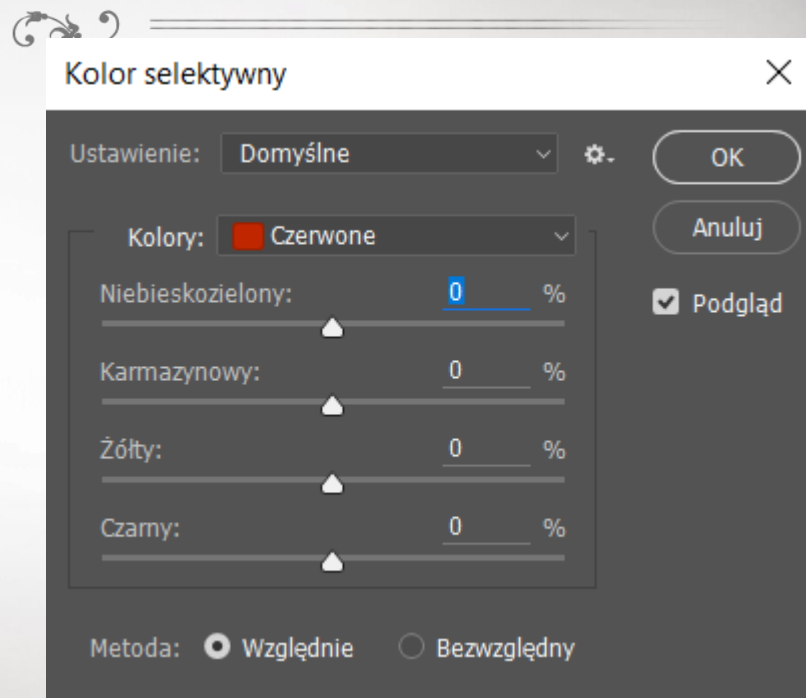 Kolor selektywny
Ustawienie: Domyślne
OK
Kolory: Czerwone
Anuluj
Niebieskozielony: 0 %
Podgląd
Karmazynowy: 0 %
Żółty: 0 %
Czarny: 0 %
Metoda: Względnie Bezwzględny